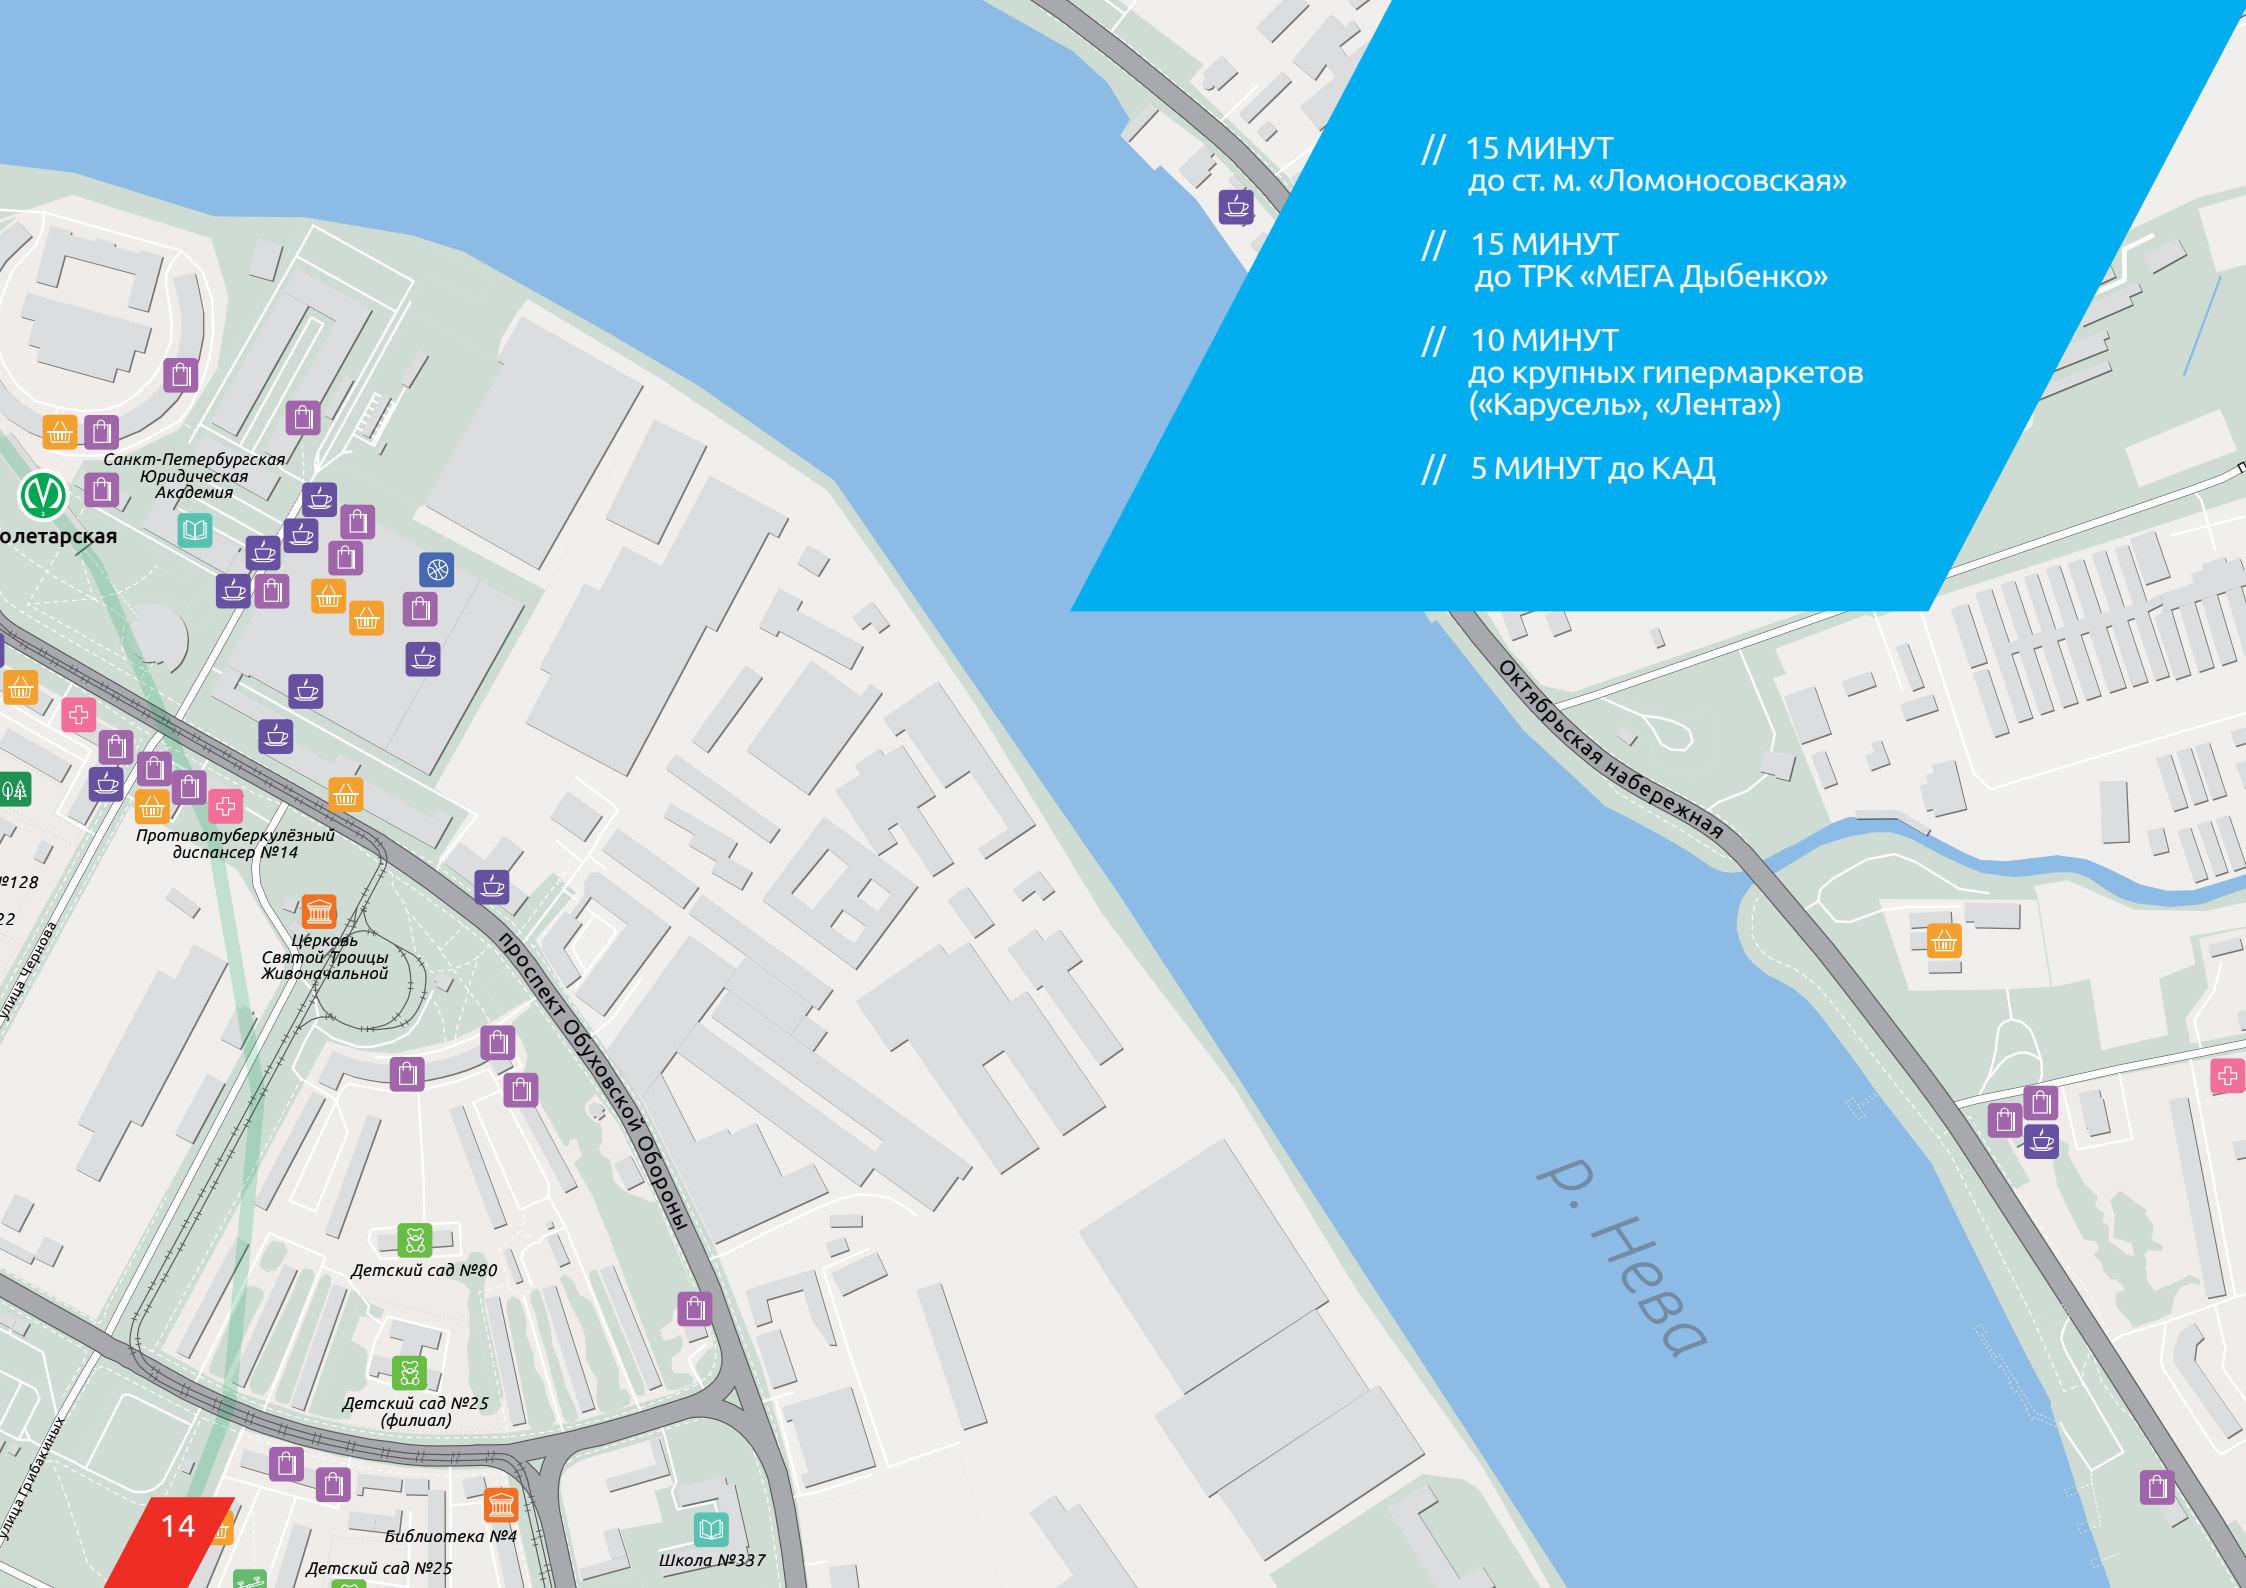 // 15 МИНУТ
до ст. м. «Ломоносовская»
// 15 МИНУТ
до ТРК «МЕГА Дыбенко»
// 10 МИНУТ
до крупных гипермаркетов
(«Карусель», «Лента»)
// 5 МИНУТ до КАД
Санкт-Петербургская
Юридическая
Академия
олетарская
Октябрьская набережная
Противотуберкулёзный
диспансер №14
№128
22
улица Чернова
Церковь
Святой Троицы
Живоначальной
проспект Обуховской Обороны
р. Нева
Детский сад №80
Детский сад №25
(филиал)
улица Грибакиных
14
Библиотека №4
Школа №337
Детский сад №25